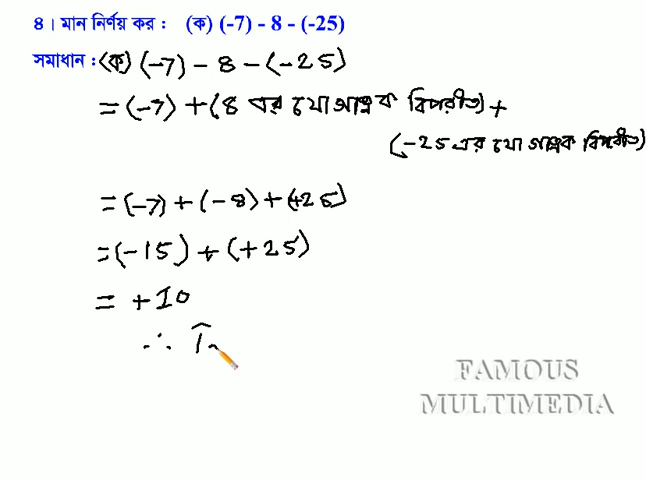 ৪। মান নির্ণয় কর : (ক) (-7) - 8 - (-25)
সমাধান : (ক) (-7) - 8 - (-25)
= (-7) + (8 এর যোগাত্মক বিপরীত) +
(-25 এর যোগাত্মক বিপরীত)
= (-7) + (-8) + (+25)
= (-15) + (+25)
= +10
∴
FAMOUS
MULTIMEDIA